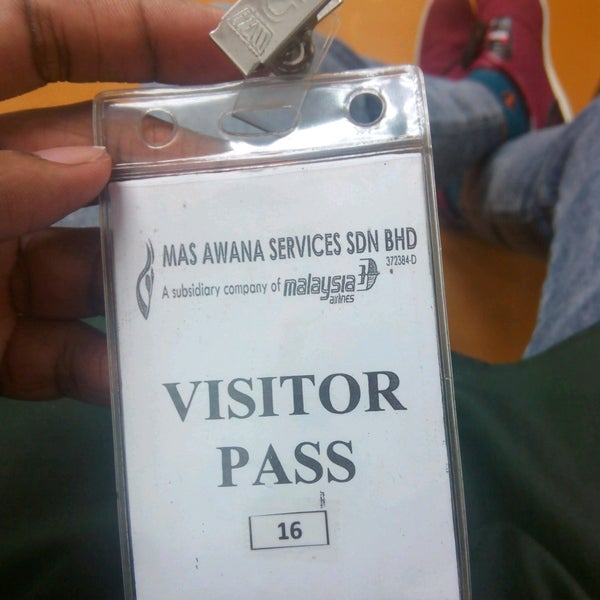 MAS AWANA SERVICES SDN BHD
372384-D
A subsidiary company of malaysia
airlines
VISITOR
PASS
16